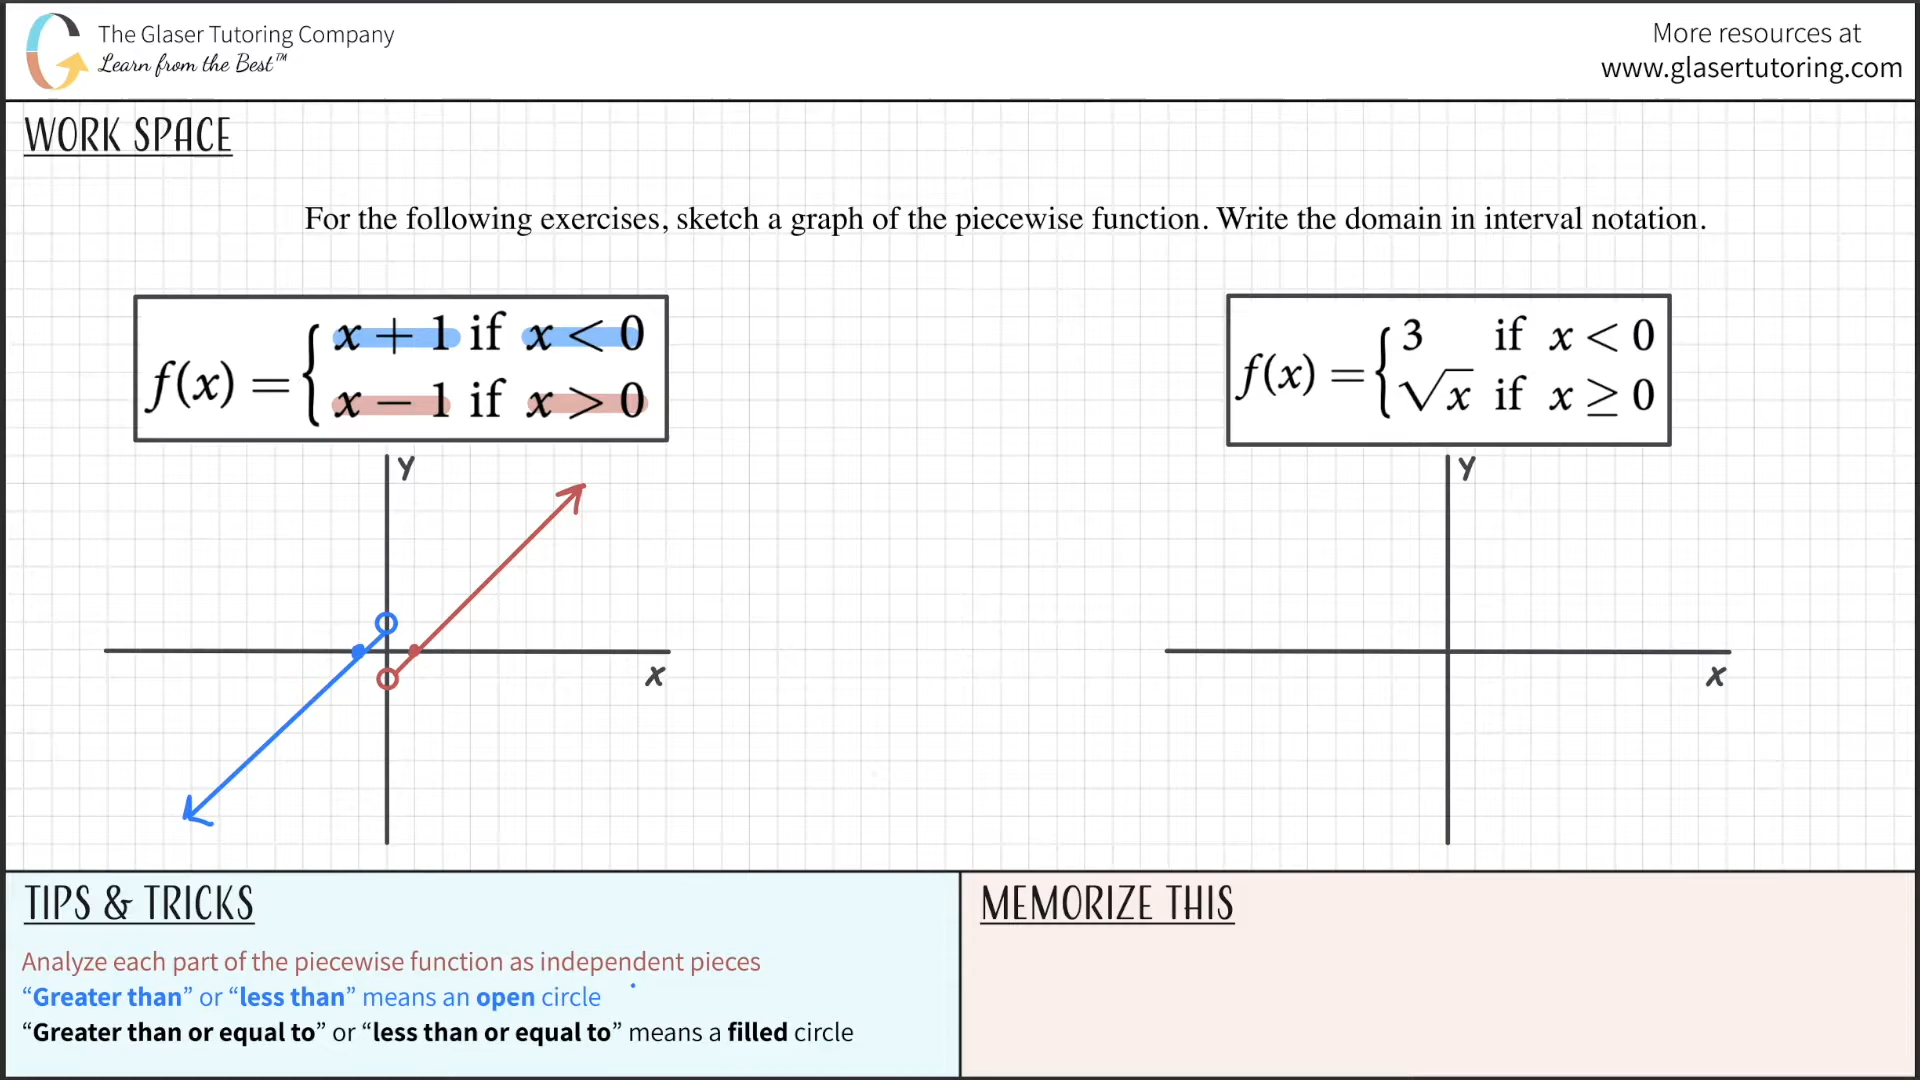 The Glaser Tutoring Company
Learn from the Best™
More resources at
www.glasertutoring.com
WORK SPACE
For the following exercises, sketch a graph of the piecewise function. Write the domain in interval notation.
f(x) = { x + 1 if x < 0
x − 1 if x > 0
f(x) = { 3 if x < 0
√x if x ≥ 0
y
x
y
x
TIPS & TRICKS
Analyze each part of the piecewise function as independent pieces
“Greater than” or “less than” means an open circle
“Greater than or equal to” or “less than or equal to” means a filled circle
MEMORIZE THIS